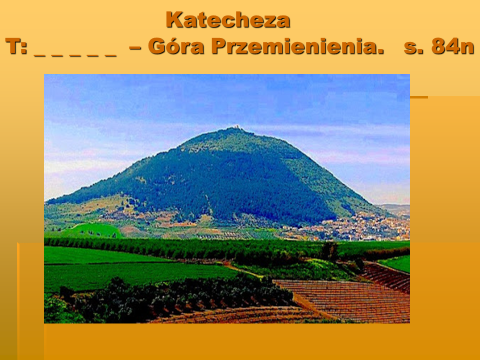 Katecheza
T: _ _ _ _ _ – Góra Przemienienia. s. 84n